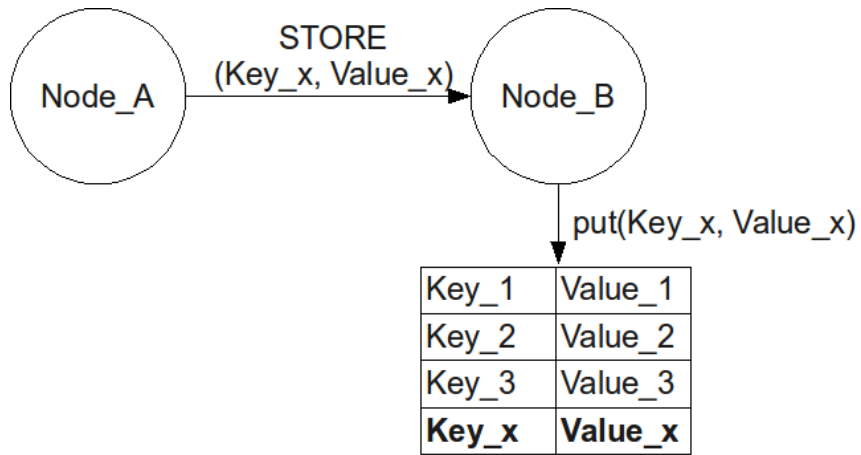 STORE
(Key_x, Value_x)
Node_A
Node_B
put(Key_x, Value_x)
Key_1 Value_1
Key_2 Value_2
Key_3 Value_3
Key_x Value_x